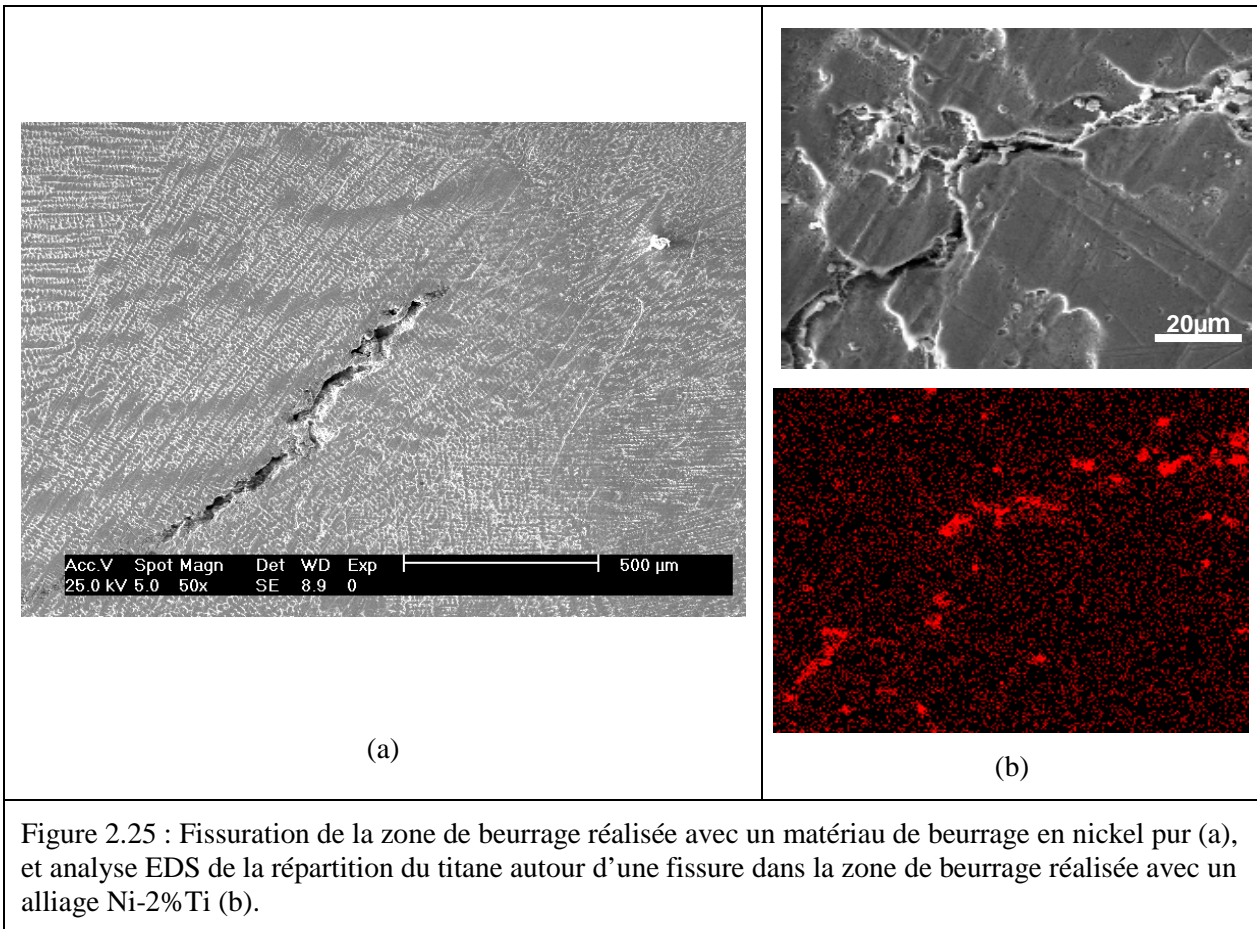 Acc.V Spot Magn Det WD Exp 500 µm
25.0 kV 5.0 50x SE 8.9 0
20µm
(a)
(b)
Figure 2.25 : Fissuration de la zone de beurrage réalisée avec un matériau de beurrage en nickel pur (a),
et analyse EDS de la répartition du titane autour d’une fissure dans la zone de beurrage réalisée avec un
alliage Ni-2%Ti (b).